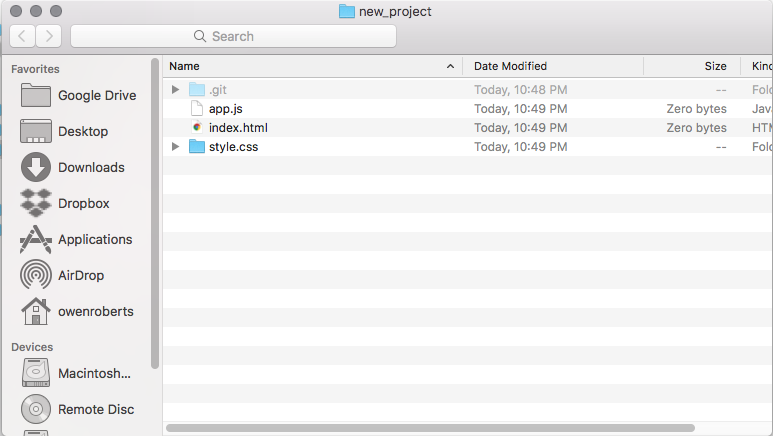 new_project
Search
Favorites
Google Drive
Desktop
Downloads
Dropbox
Applications
AirDrop
owenroberts
Devices
Macintosh...
Remote Disc
Name Date Modified Size Kind
.git Today, 10:48 PM -- Fold
app.js Today, 10:49 PM Zero bytes Java
index.html Today, 10:49 PM Zero bytes HTM
style.css Today, 10:49 PM -- Fold